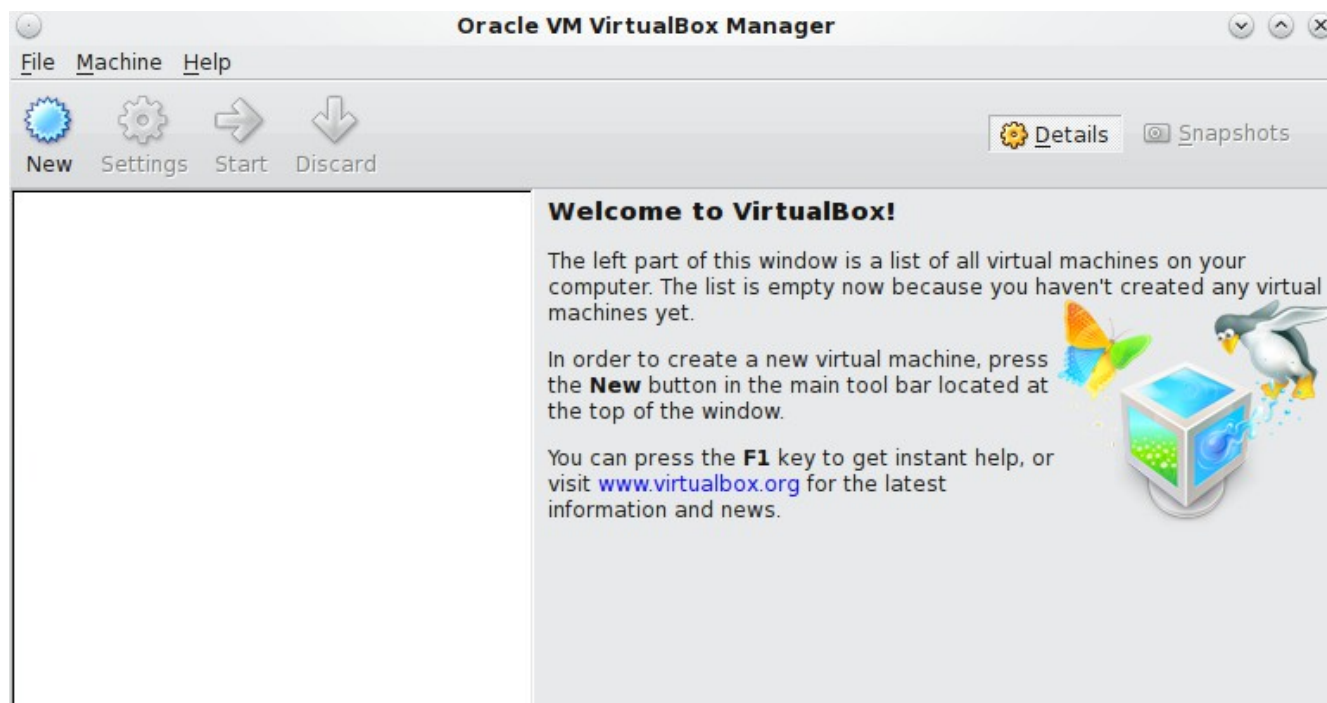 Oracle VM VirtualBox Manager
File Machine Help
New Settings Start Discard
Details Snapshots
Welcome to VirtualBox!
The left part of this window is a list of all virtual machines on your
computer. The list is empty now because you haven't created any virtual
machines yet.
In order to create a new virtual machine, press
the New button in the main tool bar located at
the top of the window.
You can press the F1 key to get instant help, or
visit www.virtualbox.org for the latest
information and news.